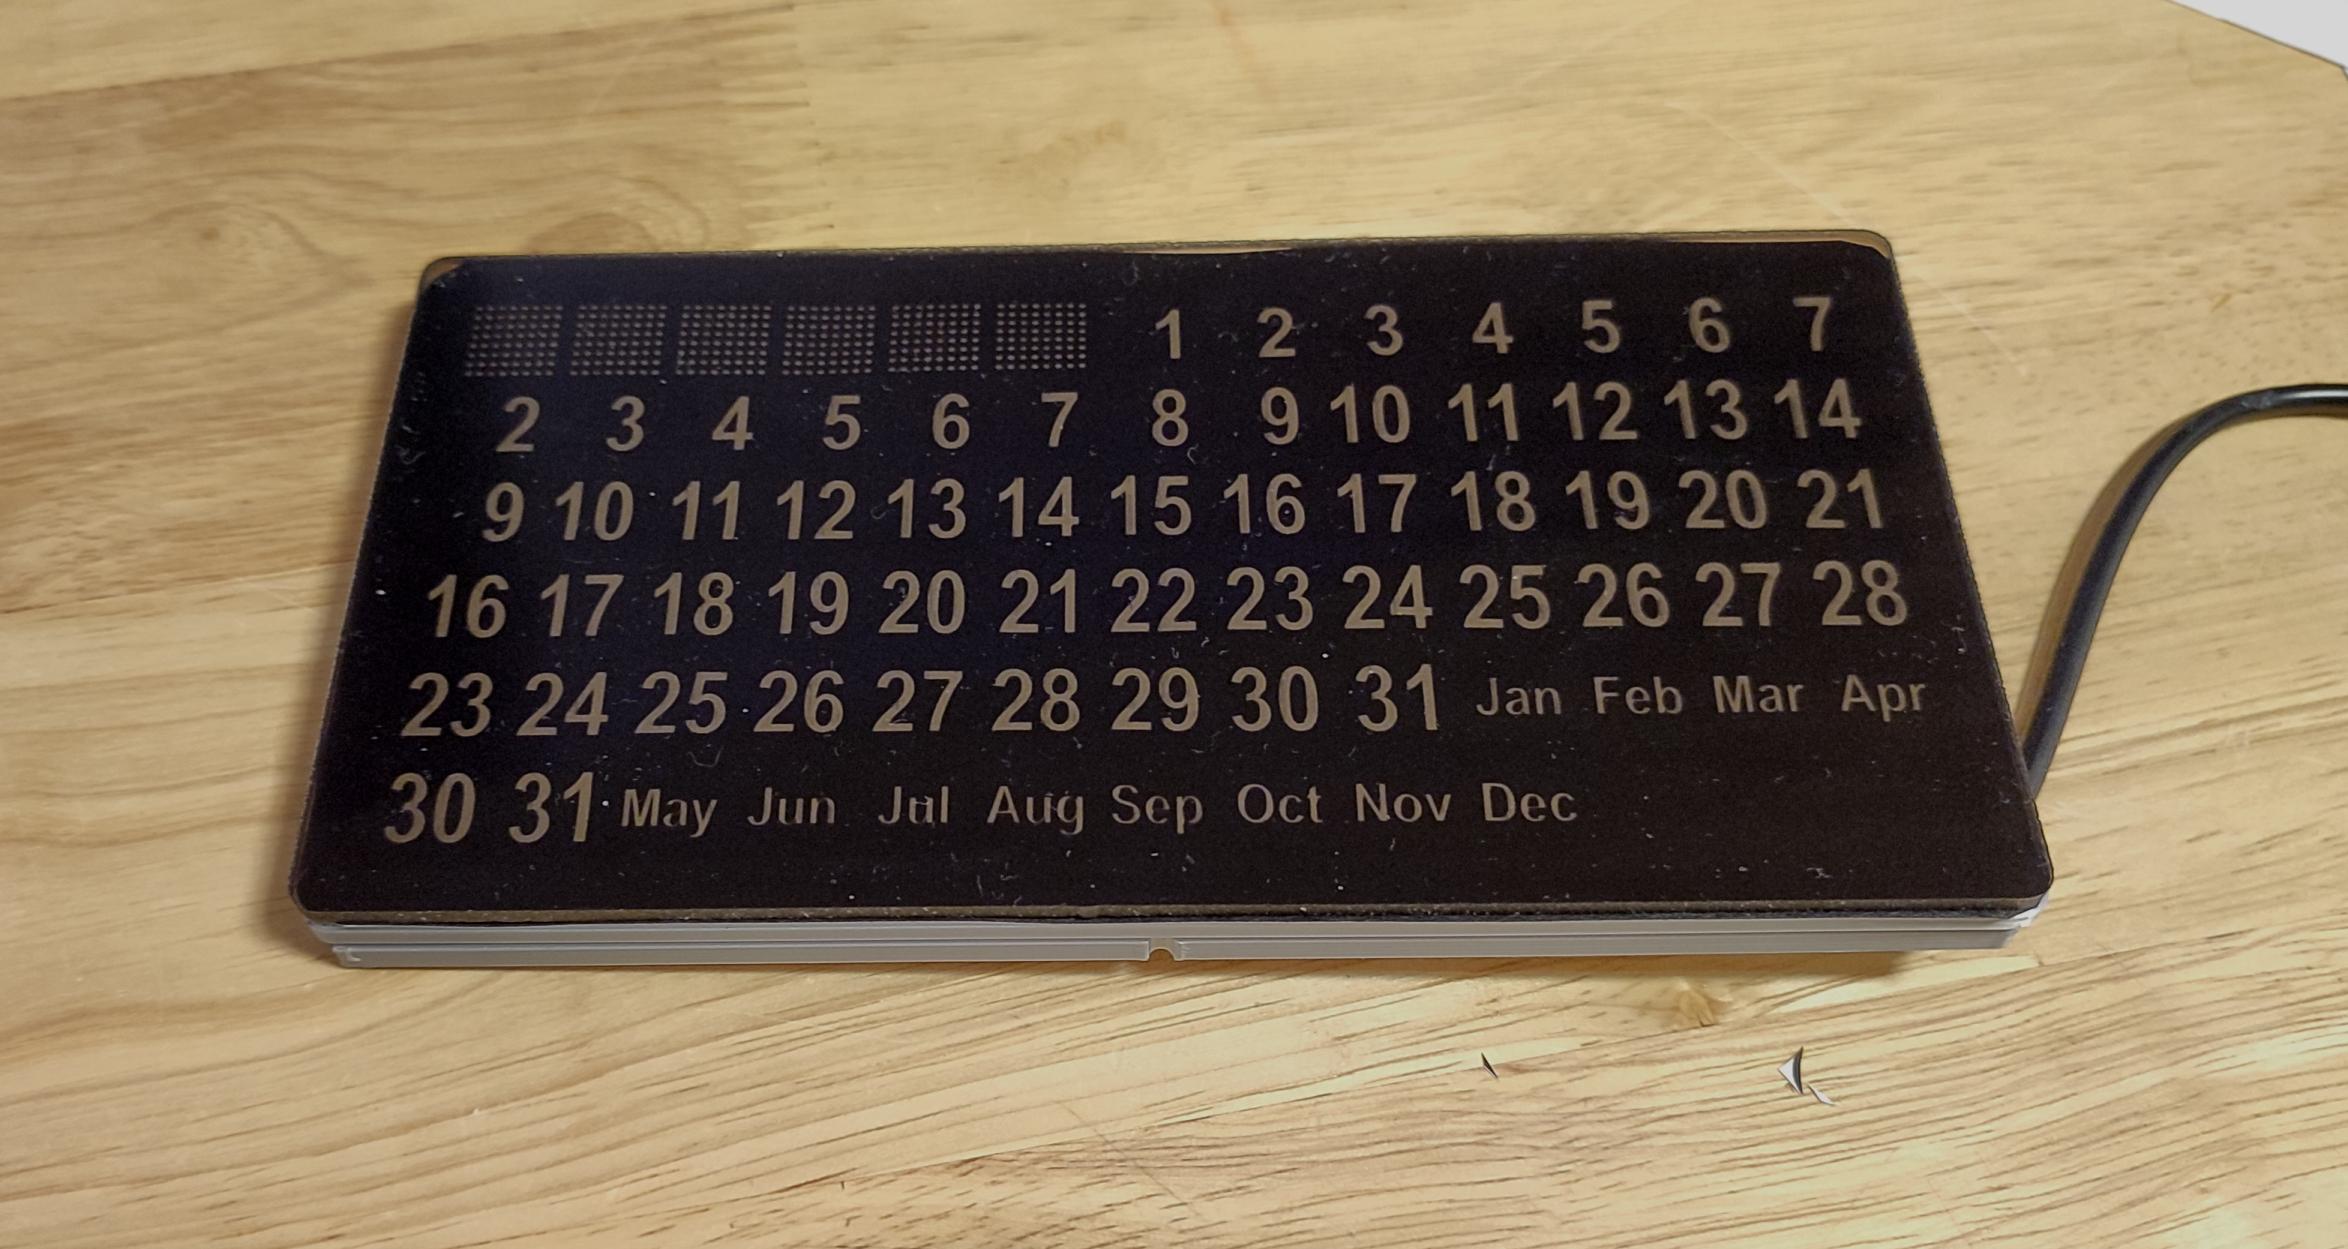 1 2 3 4 5 6 7
2 3 4 5 6 7 8 9 10 11 12 13 14
9 10 11 12 13 14 15 16 17 18 19 20 21
16 17 18 19 20 21 22 23 24 25 26 27 28
23 24 25 26 27 28 29 30 31 Jan Feb Mar Apr
30 31 May Jun Jul Aug Sep Oct Nov Dec